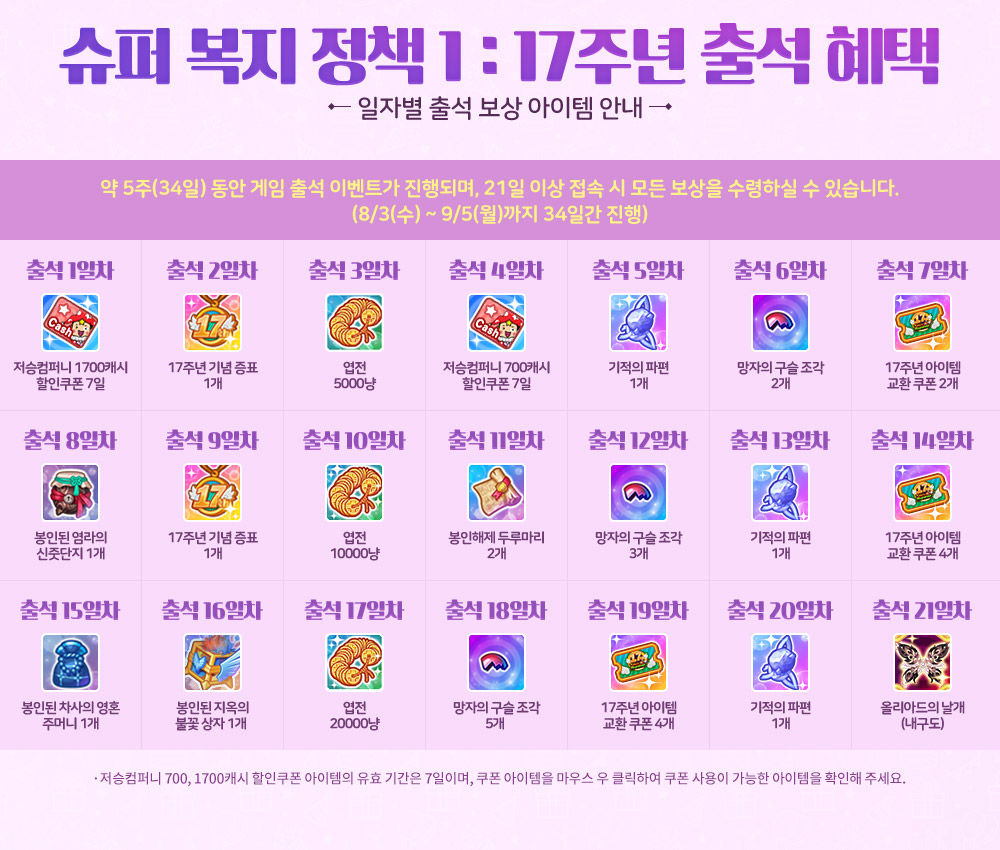 슈퍼 복지 정책 1 : 17주년 출석 혜택
일자별 출석 보상 아이템 안내
약 5주(34일) 동안 게임 출석 이벤트가 진행되며, 21일 이상 접속 시 모든 보상을 수령하실 수 있습니다.
(8/3(수) ~ 9/5(월)까지 34일간 진행)
출석 1일차
Cash
저승컴퍼니 1700캐시
할인쿠폰 7일
출석 2일차
17
17주년 기념 증표
1개
출석 3일차
엽전
5000냥
출석 4일차
Cash
저승컴퍼니 700캐시
할인쿠폰 7일
출석 5일차
기적의 파편
1개
출석 6일차
망자의 구슬 조각
2개
출석 7일차
17주년 아이템
교환 쿠폰 2개
출석 8일차
봉인된 염라의
신줏단지 1개
출석 9일차
17
17주년 기념 증표
1개
출석 10일차
엽전
10000냥
출석 11일차
봉인해제 두루마리
2개
출석 12일차
망자의 구슬 조각
3개
출석 13일차
기적의 파편
1개
출석 14일차
17주년 아이템
교환 쿠폰 4개
출석 15일차
봉인된 차사의 영혼
주머니 1개
출석 16일차
봉인된 지옥의
불꽃 상자 1개
출석 17일차
엽전
20000냥
출석 18일차
망자의 구슬 조각
5개
출석 19일차
17주년 아이템
교환 쿠폰 4개
출석 20일차
기적의 파편
1개
출석 21일차
올리아드의 날개
(내구도)
· 저승컴퍼니 700, 1700캐시 할인쿠폰 아이템의 유효 기간은 7일이며, 쿠폰 아이템을 마우스 우 클릭하여 쿠폰 사용이 가능한 아이템을 확인해 주세요.